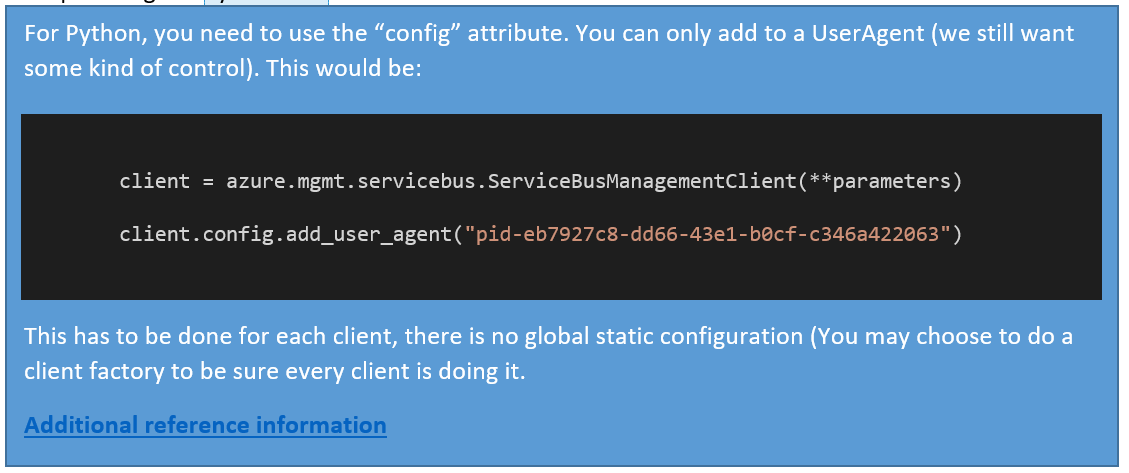 For Python, you need to use the “config” attribute. You can only add to a UserAgent (we still want
some kind of control). This would be:
client = azure.mgmt.servicebus.ServiceBusManagementClient(**parameters)
client.config.add_user_agent("pid-eb7927c8-dd66-43e1-b0cf-c346a422063")
This has to be done for each client, there is no global static configuration (You may choose to do a
client factory to be sure every client is doing it.
Additional reference information